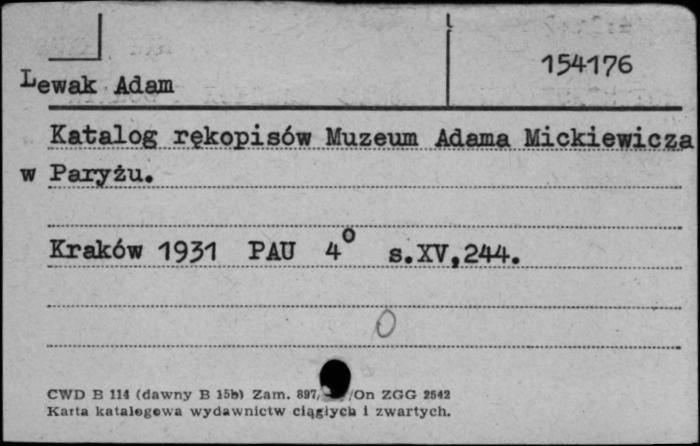 154176
Lewak Adam
Katalog rękopisów Muzeum Adama Mickiewicza
w Paryżu.
Kraków 1931 PAU 4° s.XV,244.
0
CWD B 114 (dawny B 15b) Zam. 897/ /On ZGG 2542
Karta katalogowa wydawnictw ciągłych i zwartych.